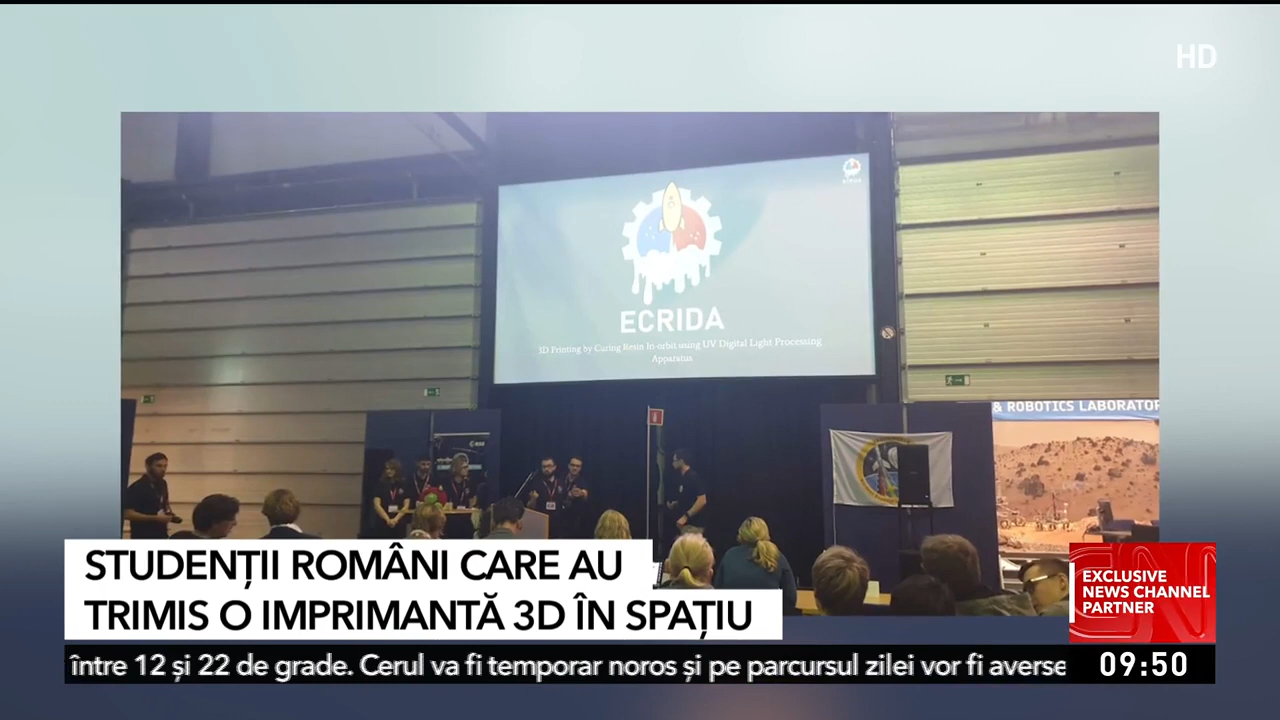 HD
ECRIDA
ECRIDA
3D Printing by Curing Resin In-orbit using UV Digital Light Processing
Apparatus
esa
& ROBOTICS LABORATOR
STUDENȚII ROMÂNI CARE AU
TRIMIS O IMPRIMANTĂ 3D ÎN SPAȚIU
EXCLUSIVE
NEWS CHANNEL
PARTNER
între 12 și 22 de grade. Cerul va fi temporar noros și pe parcursul zilei vor fi averse
09:50